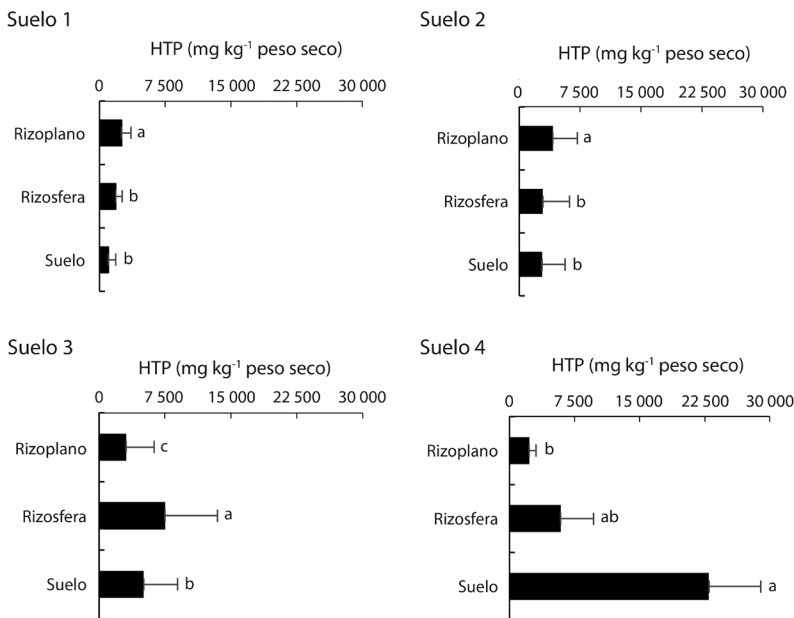 Suelo 1
HTP (mg kg⁻¹ peso seco)
0 7 500 15 000 22 500 30 000
Rizoplano a
Rizosfera b
Suelo b
Suelo 2
HTP (mg kg⁻¹ peso seco)
0 7 500 15 000 22 500 30 000
Rizoplano a
Rizosfera b
Suelo b
Suelo 3
HTP (mg kg⁻¹ peso seco)
0 7 500 15 000 22 500 30 000
Rizoplano c
Rizosfera a
Suelo b
Suelo 4
HTP (mg kg⁻¹ peso seco)
0 7 500 15 000 22 500 30 000
Rizoplano b
Rizosfera ab
Suelo a